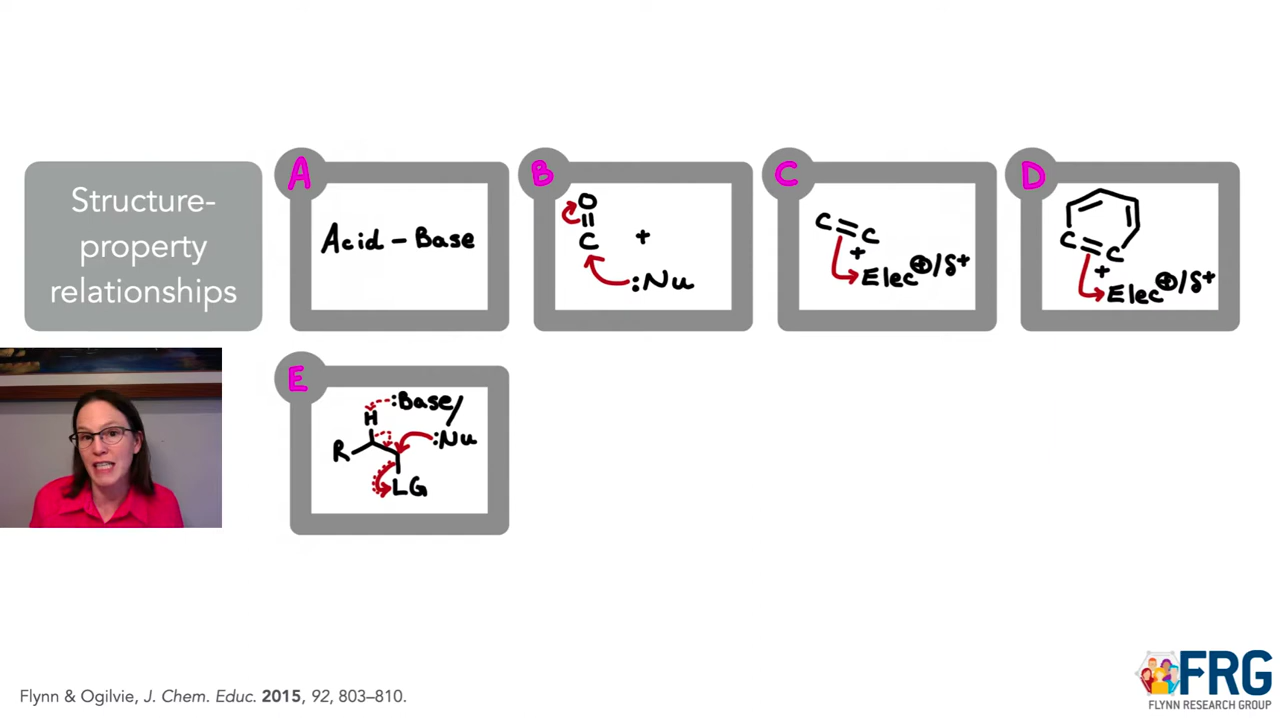 Structure-
property
relationships
A
Acid - Base
B
O
C
+
:Nu
C
C=C
+
Elec⊕/δ+
D
C=C
+
Elec⊕/δ+
E
:Base/
H
:Nu
R
LG
Flynn & Ogilvie, J. Chem. Educ. 2015, 92, 803–810.
FRG
FLYNN RESEARCH GROUP